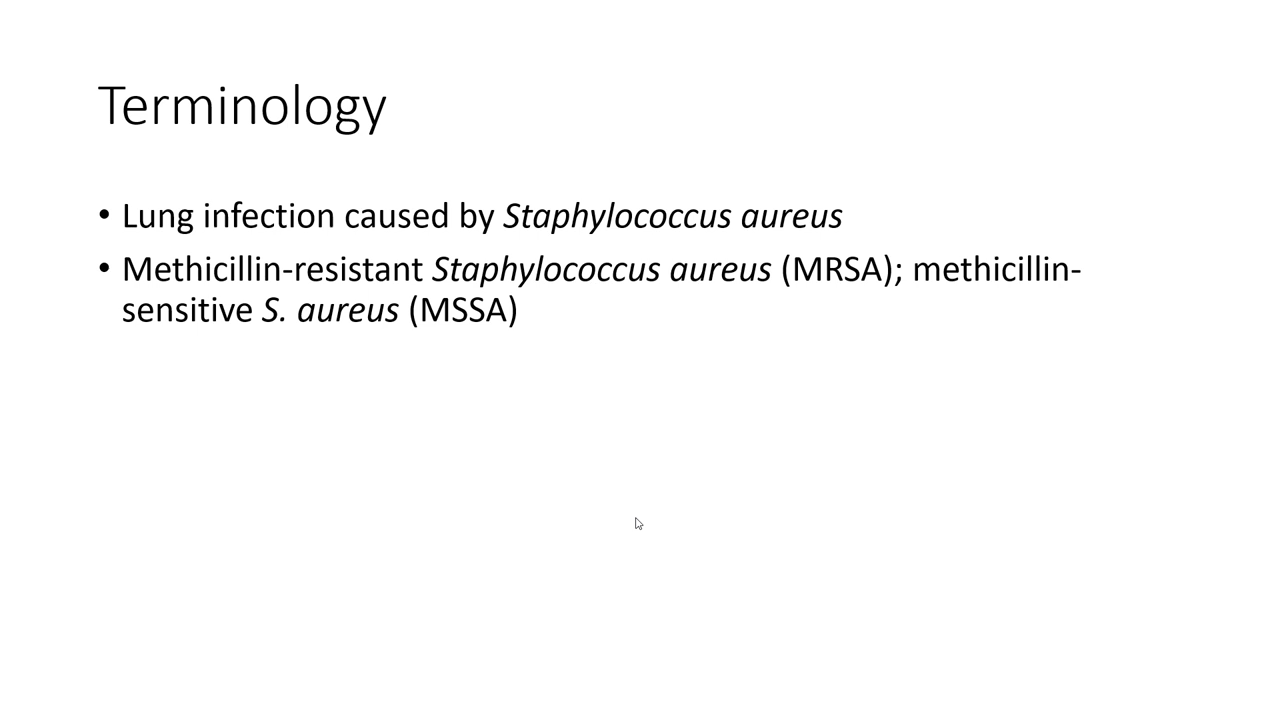 Terminology
• Lung infection caused by Staphylococcus aureus
• Methicillin-resistant Staphylococcus aureus (MRSA); methicillin-
sensitive S. aureus (MSSA)